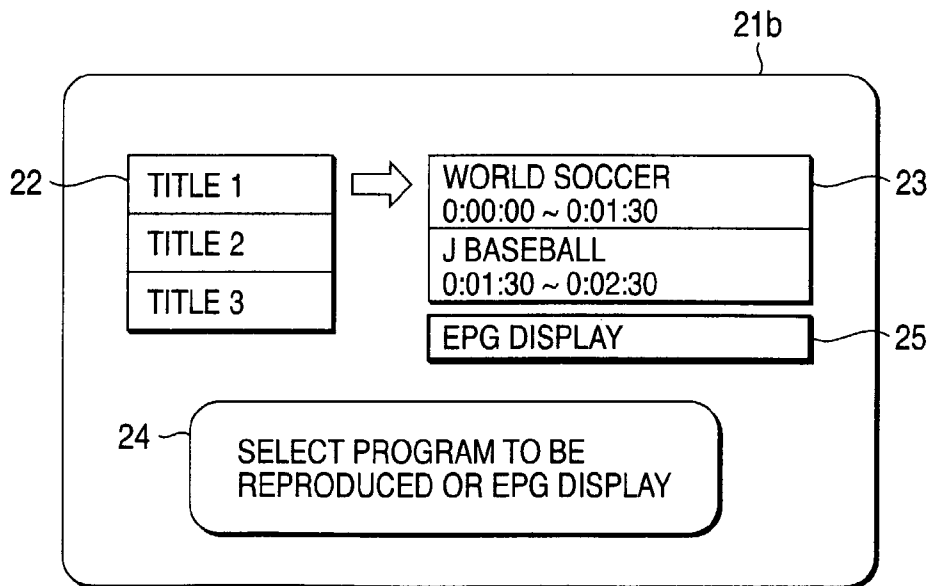 21b
22
TITLE 1
TITLE 2
TITLE 3
WORLD SOCCER
0:00:00 ~ 0:01:30
J BASEBALL
0:01:30 ~ 0:02:30
23
EPG DISPLAY
25
24
SELECT PROGRAM TO BE
REPRODUCED OR EPG DISPLAY